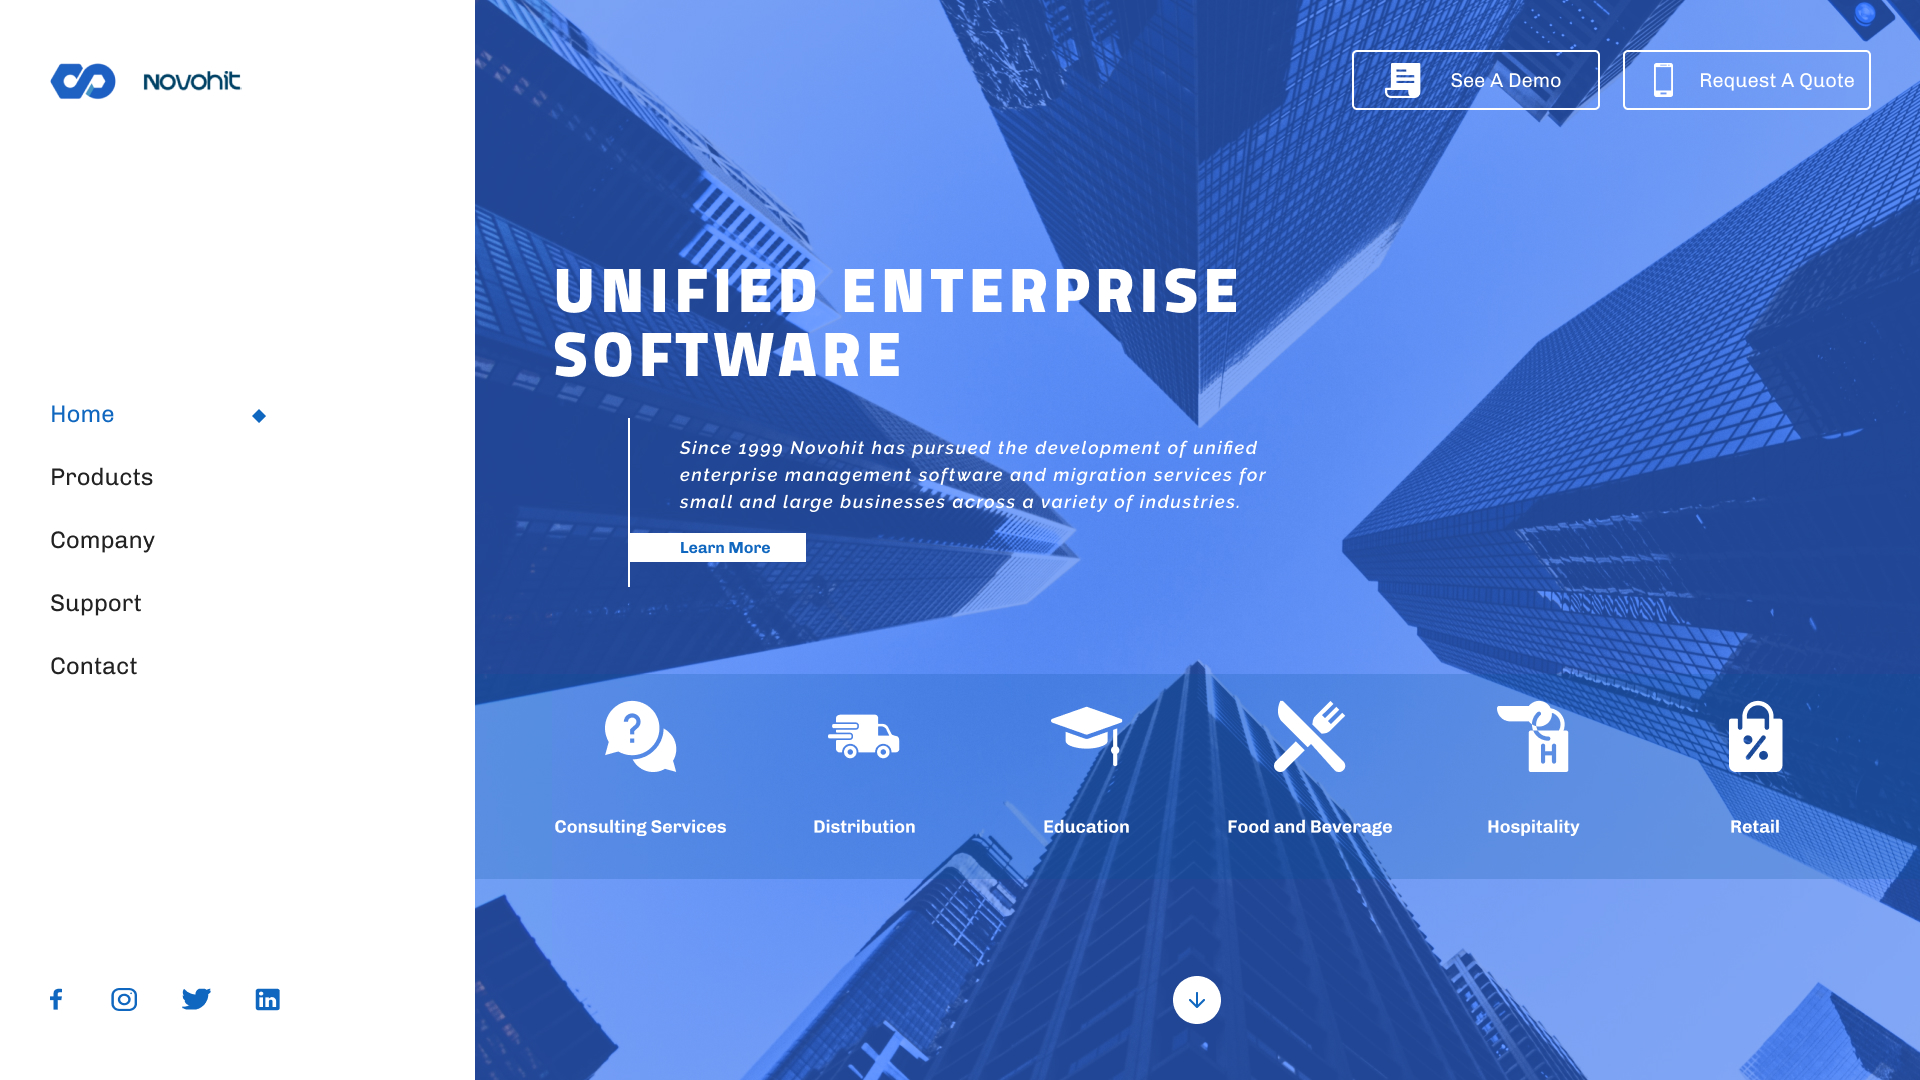 Novohit
See A Demo
Request A Quote
UNIFIED ENTERPRISE
SOFTWARE
Since 1999 Novohit has pursued the development of unified
enterprise management software and migration services for
small and large businesses across a variety of industries.
Learn More
Home
Products
Company
Support
Contact
?
H
%
Consulting Services
Distribution
Education
Food and Beverage
Hospitality
Retail
f
in